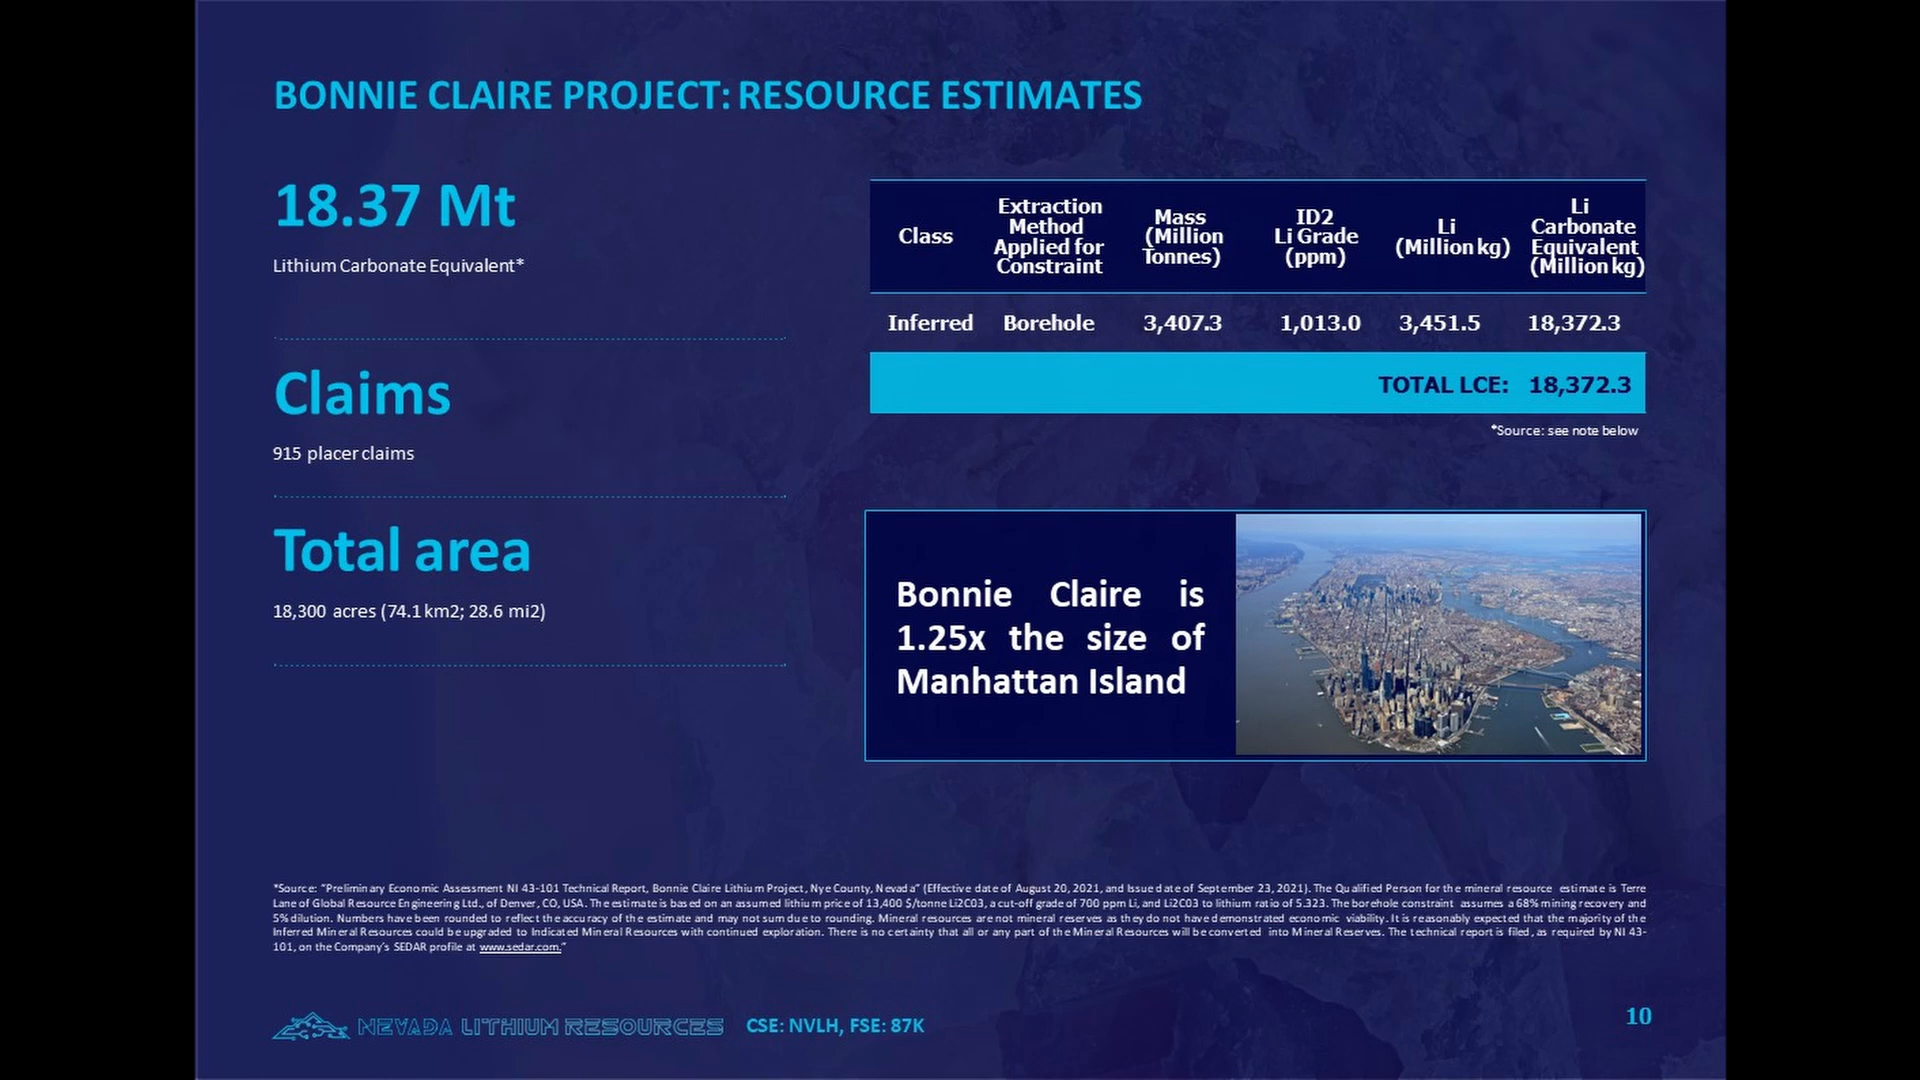 BONNIE CLAIRE PROJECT: RESOURCE ESTIMATES
18.37 Mt
Lithium Carbonate Equivalent*
Claims
915 placer claims
Total area
18,300 acres (74.1 km2; 28.6 mi2)
Class
Extraction
Method
Applied for
Constraint
Mass
(Million
Tonnes)
ID2
Li Grade
(ppm)
Li
(Million kg)
Li
Carbonate
Equivalent
(Million kg)
Inferred Borehole 3,407.3 1,013.0 3,451.5 18,372.3
TOTAL LCE: 18,372.3
*Source: see note below
Bonnie Claire is
1.25x the size of
Manhattan Island
*Source: "Preliminary Economic Assessment NI 43-101 Technical Report, Bonnie Claire Lithium Project, Nye County, Nevada" (Effective date of August 20, 2021, and Issue date of September 23, 2021). The Qualified Person for the mineral resource estimate is Terre
Lane of Global Resource Engineering Ltd., of Denver, CO, USA. The estimate is based on an assumed lithium price of 13,400 $/tonne Li2C03, a cut-off grade of 700 ppm Li, and Li2C03 to lithium ratio of 5.323. The borehole constraint assumes a 68% mining recovery and
5% dilution. Numbers have been rounded to reflect the accuracy of the estimate and may not sum due to rounding. Mineral resources are not mineral reserves as they do not have demonstrated economic viability. It is reasonably expected that the majority of the
Inferred Mineral Resources could be upgraded to Indicated Mineral Resources with continued exploration. There is no certainty that all or any part of the Mineral Resources will be converted into Mineral Reserves. The technical report is filed, as required by NI 43-
101, on the Company's SEDAR profile at www.sedar.com."
NEVADA LITHIUM RESOURCES CSE: NVLH, FSE: 87K
10